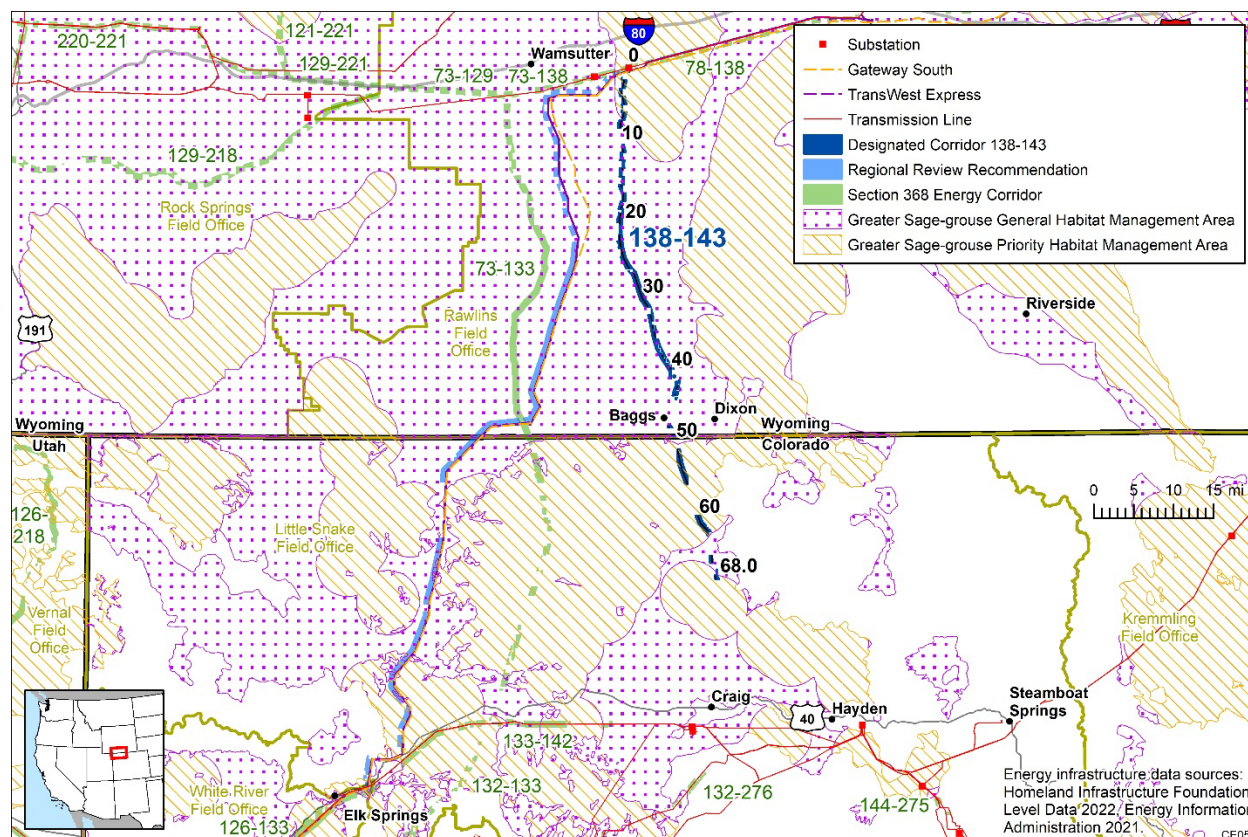 220-221
121-221
129-221
Wamsutter
80
0
73-129
73-138
78-138
129-218
10
Rock Springs
Field Office
20
138-143
73-133
30
191
Rawlins
Field
Office
40
Riverside
Baggs
Dixon
Wyoming
Utah
50
Wyoming
Colorado
60
68.0
126-
218
Little Snake
Field Office
Vernal
Field
Office
Kremmling
Field Office
Craig
40
Hayden
Steamboat
Springs
133-142
132-133
132-276
144-275
White River
Field Office
Elk Springs
126-133
Substation
Gateway South
TransWest Express
Transmission Line
Designated Corridor 138-143
Regional Review Recommendation
Section 368 Energy Corridor
Greater Sage-grouse General Habitat Management Area
Greater Sage-grouse Priority Habitat Management Area
0 5 10 15 mi
Energy infrastructure data sources:
Homeland Infrastructure Foundation
Level Data 2022, Energy Information
Administration 2021.